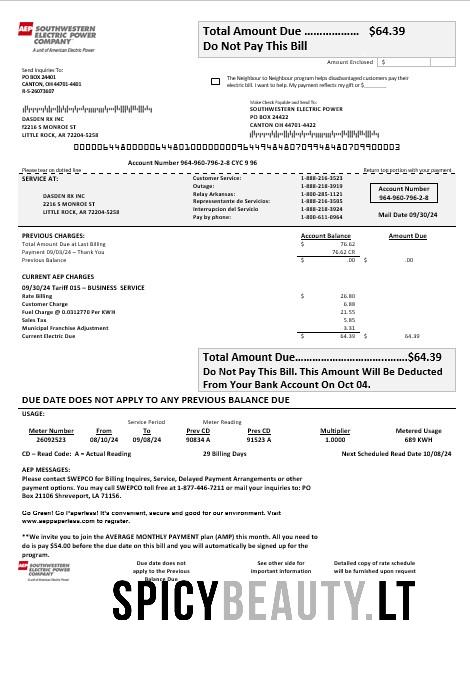 AEP SOUTHWESTERN
ELECTRIC POWER
COMPANY
A unit of American Electric Power
Total Amount Due ……………… $64.39
Do Not Pay This Bill
Amount Enclosed $
Send Inquiries To:
PO BOX 24401
CANTON, OH 44701-4401
R-S-26073607
The Neighbour to Neighbour program helps disadvantaged customers pay their
electric bill. I want to help. My payment reflects my gift or $
Make Check Payable and Send To:
SOUTHWESTERN ELECTRIC POWER
PO BOX 24422
CANTON OH 44701-4422
DASDEN RX INC
2216 S MONROE ST
LITTLE ROCK, AR 72204-5258
Account Number 964-960-796-2-8 CYC 9 96
Please tear on dotted line
Return top portion with your payment
SERVICE AT:
DASDEN RX INC
2216 S MONROE ST
LITTLE ROCK, AR 72204-5258
Customer Service: 1-888-216-3523
Outage: 1-888-218-3919
Relay Arkansas: 1-800-285-1121
Representente do Servicios: 1-888-216-3505
Interrupcion del Servicio 1-888-218-3924
Pay by phone: 1-800-611-0964
Account Number
964-960-796-2-8
Mail Date 09/30/24
PREVIOUS CHARGES: Account Balance Amount Due
Total Amount Due at Last Billing $ 76.62
Payment 09/03/24 – Thank You 76.62 CR
Previous Balance $ .00 $ .00
CURRENT AEP CHARGES
09/30/24 Tariff 015 – BUSINESS SERVICE
Rate Billing $ 26.80
Customer Charge 6.88
Fuel Charge @ 0.0312770 Per KWH 21.55
Sales Tax 5.85
Municipal Franchise Adjustment 3.31
Current Electric Due $ 64.39 $ 64.39
Total Amount Due……………………………$64.39
Do Not Pay This Bill. This Amount Will Be Deducted
From Your Bank Account On Oct 04.
DUE DATE DOES NOT APPLY TO ANY PREVIOUS BALANCE DUE
USAGE:
Service Period Meter Reading
Meter Number From To Prev CD Pres CD Multiplier Metered Usage
26092523 08/10/24 09/08/24 90834 A 91523 A 1.0000 689 KWH
CD – Read Code: A = Actual Reading 29 Billing Days Next Scheduled Read Date 10/08/24
AEP MESSAGES:
Please contact SWEPCO for Billing Inquires, Service, Delayed Payment Arrangements or other
payment options. You may call SWEPCO toll free at 1-877-446-7211 or mail your inquiries to: PO
Box 21106 Shreveport, LA 71156.
Go Green! Go Paperless! It's convenient, secure and good for our environment. Visit
www.aeppaperless.com to register.
**We invite you to join the AVERAGE MONTHLY PAYMENT plan (AMP) this month. All you need to
do is pay $54.00 before the due date on this bill and you will automatically be signed up for the
program.
AEP SOUTHWESTERN
ELECTRIC POWER
COMPANY
A unit of American Electric Power
Due date does not
apply to the Previous
Balance Due
See other side for
important Information
Detailed copy of rate schedule
will be furnished upon request
SPICYBEAUTY.LT